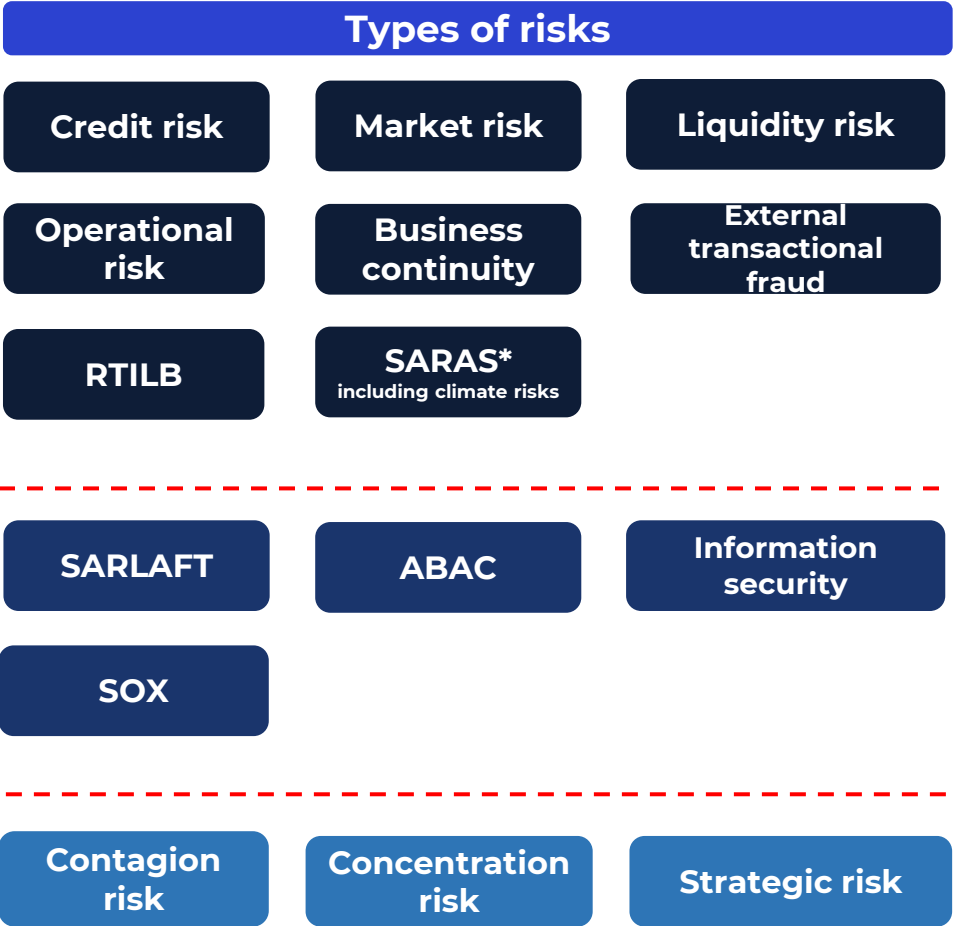 Types of risks
Credit risk
Market risk
Liquidity risk
Operational
risk
Business
continuity
External
transactional
fraud
RTILB
SARAS*
including climate risks
SARLAFT
ABAC
Information
security
SOX
Contagion
risk
Concentration
risk
Strategic risk